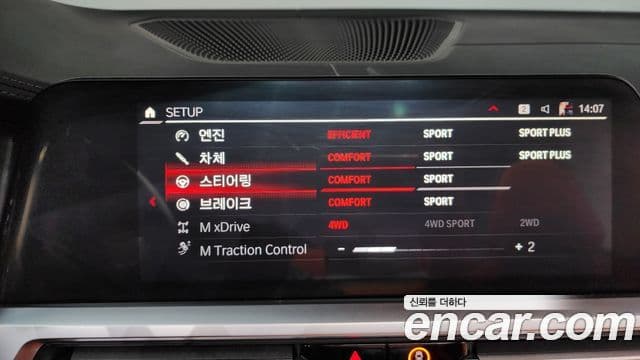 SETUP 2 14:07
엔진 EFFICIENT SPORT SPORT PLUS
차체 COMFORT SPORT SPORT PLUS
스티어링 COMFORT SPORT
브레이크 COMFORT SPORT
M xDrive 4WD 4WD SPORT 2WD
M Traction Control - + 2
신뢰를 더하다
encar.com